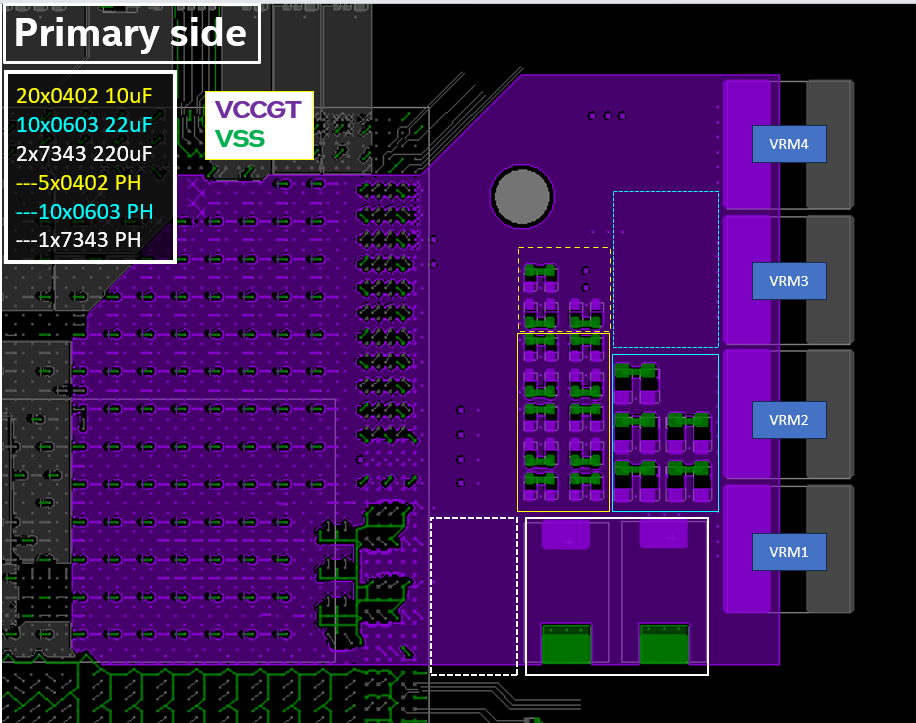 Primary side
20x0402 10uF
10x0603 22uF
2x7343 220uF
---5x0402 PH
---10x0603 PH
---1x7343 PH
VCCGT
VSS
VRM4
VRM3
VRM2
VRM1